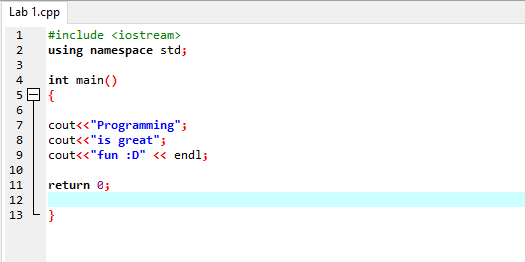 Lab 1.cpp
1 #include <iostream>
2 using namespace std;
3
4 int main()
5 {
6
7 cout<<"Programming";
8 cout<<"is great";
9 cout<<"fun :D" << endl;
10
11 return 0;
12
13 }